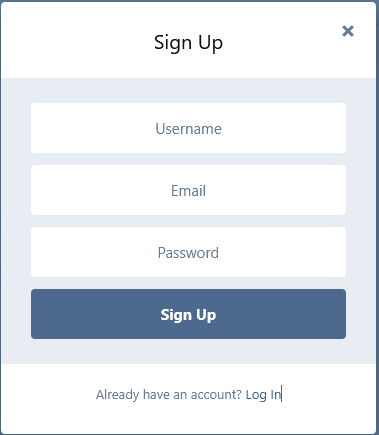 Sign Up
Username
Email
Password
Sign Up
Already have an account? Log In